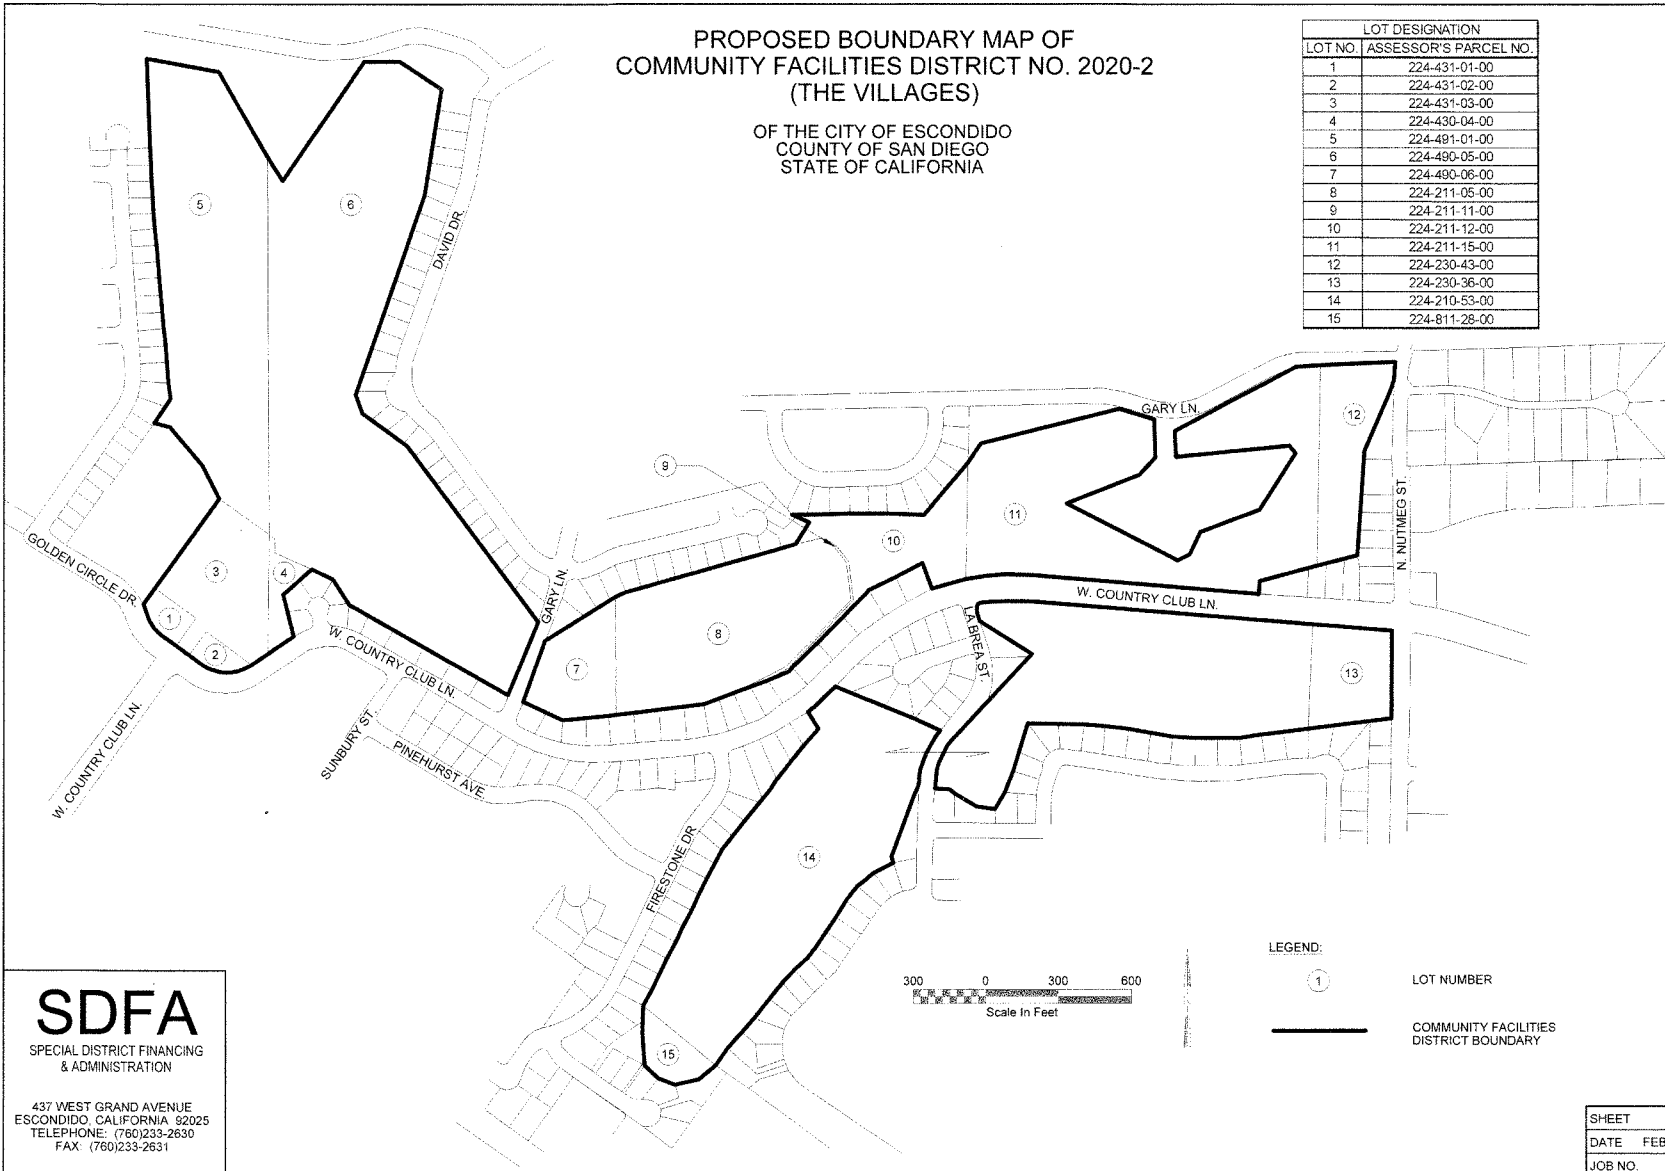 PROPOSED BOUNDARY MAP OF
COMMUNITY FACILITIES DISTRICT NO. 2020-2
(THE VILLAGES)
OF THE CITY OF ESCONDIDO
COUNTY OF SAN DIEGO
STATE OF CALIFORNIA
LOT DESIGNATION
LOT NO. ASSESSOR'S PARCEL NO.
1 224-431-01-00
2 224-431-02-00
3 224-431-03-00
4 224-430-04-00
5 224-491-01-00
6 224-490-05-00
7 224-490-06-00
8 224-211-05-00
9 224-211-11-00
10 224-211-12-00
11 224-211-15-00
12 224-230-43-00
13 224-230-36-00
14 224-210-53-00
15 224-811-28-00
5
6
DAVID DR.
GARY LN.
12
9
11
10
N. NUTMEG ST.
GOLDEN CIRCLE DR.
3
4
GARY LN.
W. COUNTRY CLUB LN.
1
2
W. COUNTRY CLUB LN.
8
7
LA BREA ST.
13
W. COUNTRY CLUB LN.
SUNBURY ST.
PINEHURST AVE.
FIRESTONE DR
14
15
300 0 300 600
Scale In Feet
LEGEND:
1 LOT NUMBER
COMMUNITY FACILITIES
DISTRICT BOUNDARY
SDFA
SPECIAL DISTRICT FINANCING
& ADMINISTRATION
437 WEST GRAND AVENUE
ESCONDIDO, CALIFORNIA 92025
TELEPHONE: (760)233-2630
FAX: (760)233-2631
SHEET
DATE FEB
JOB NO.